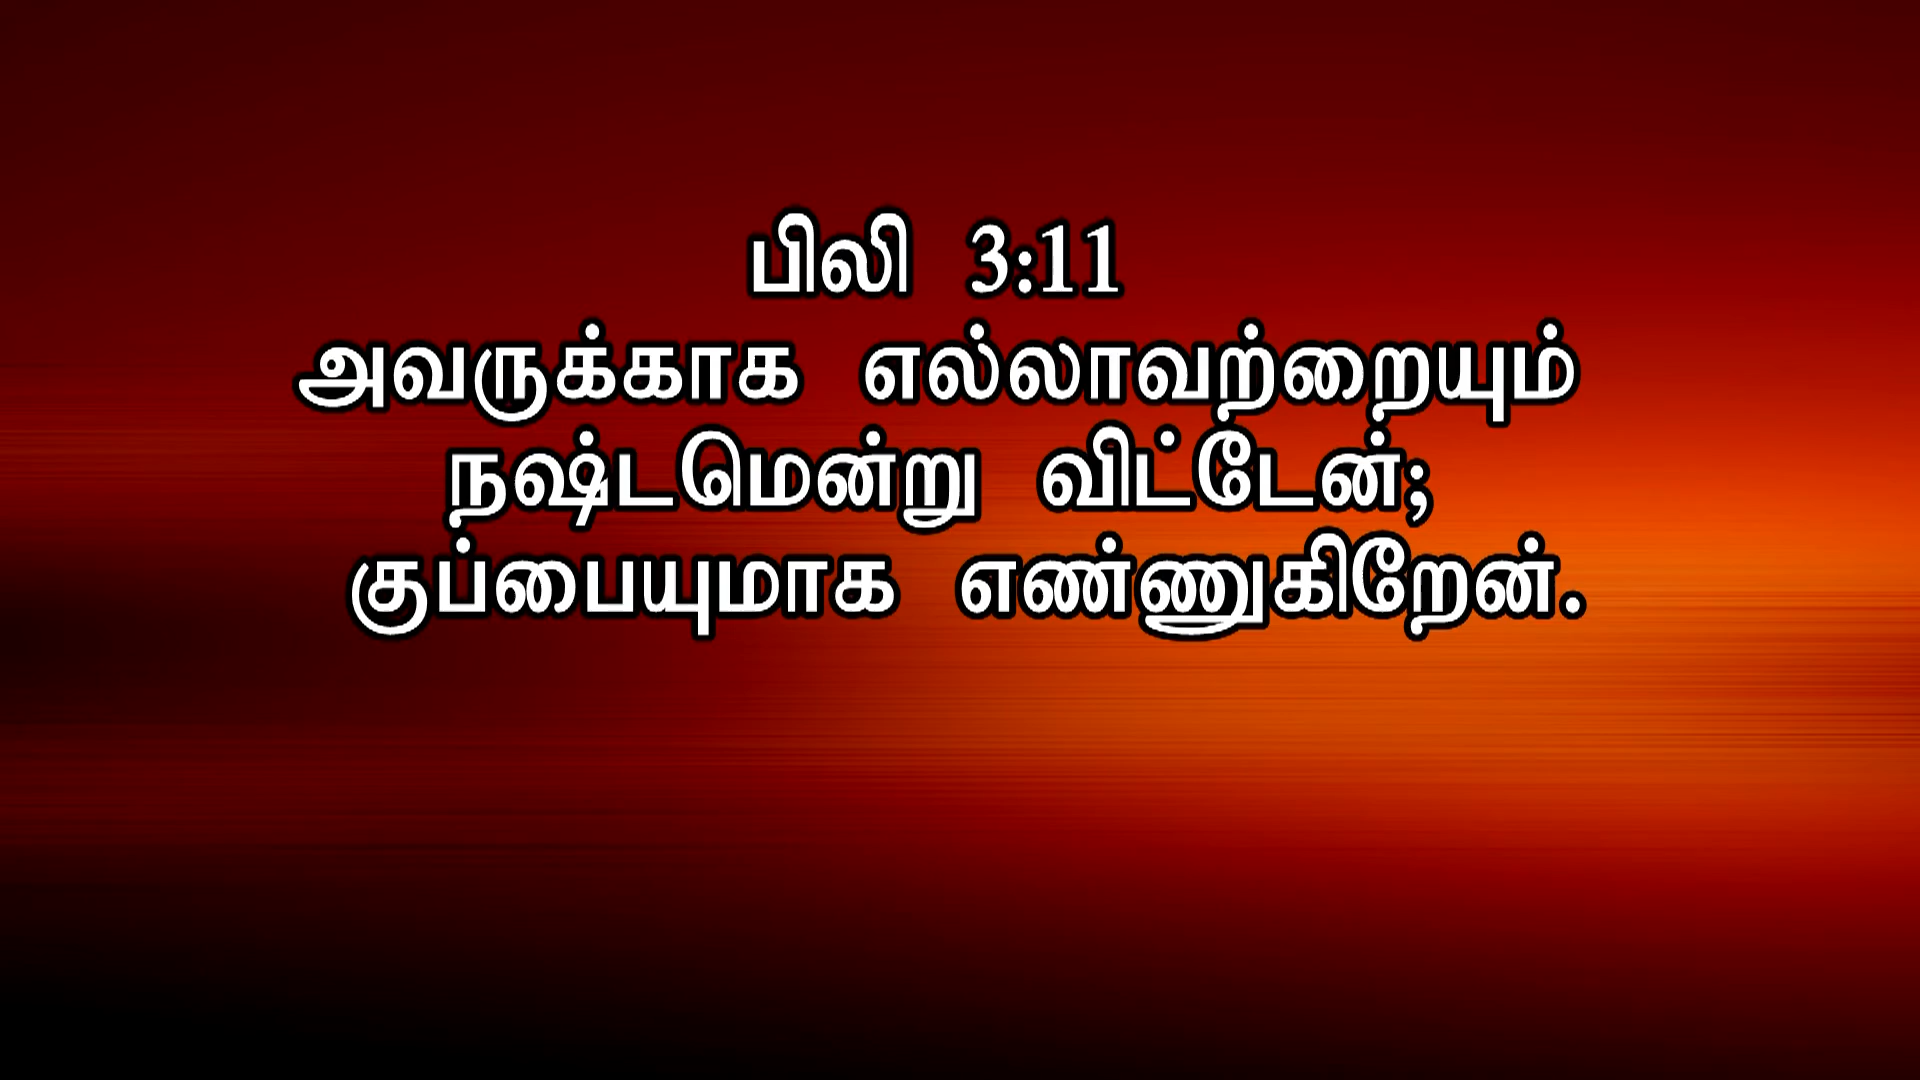 பிலி 3:11
அவருக்காக எல்லாவற்றையும்
நஷ்டமென்று விட்டேன்;
குப்பையுமாக எண்ணுகிறேன்.